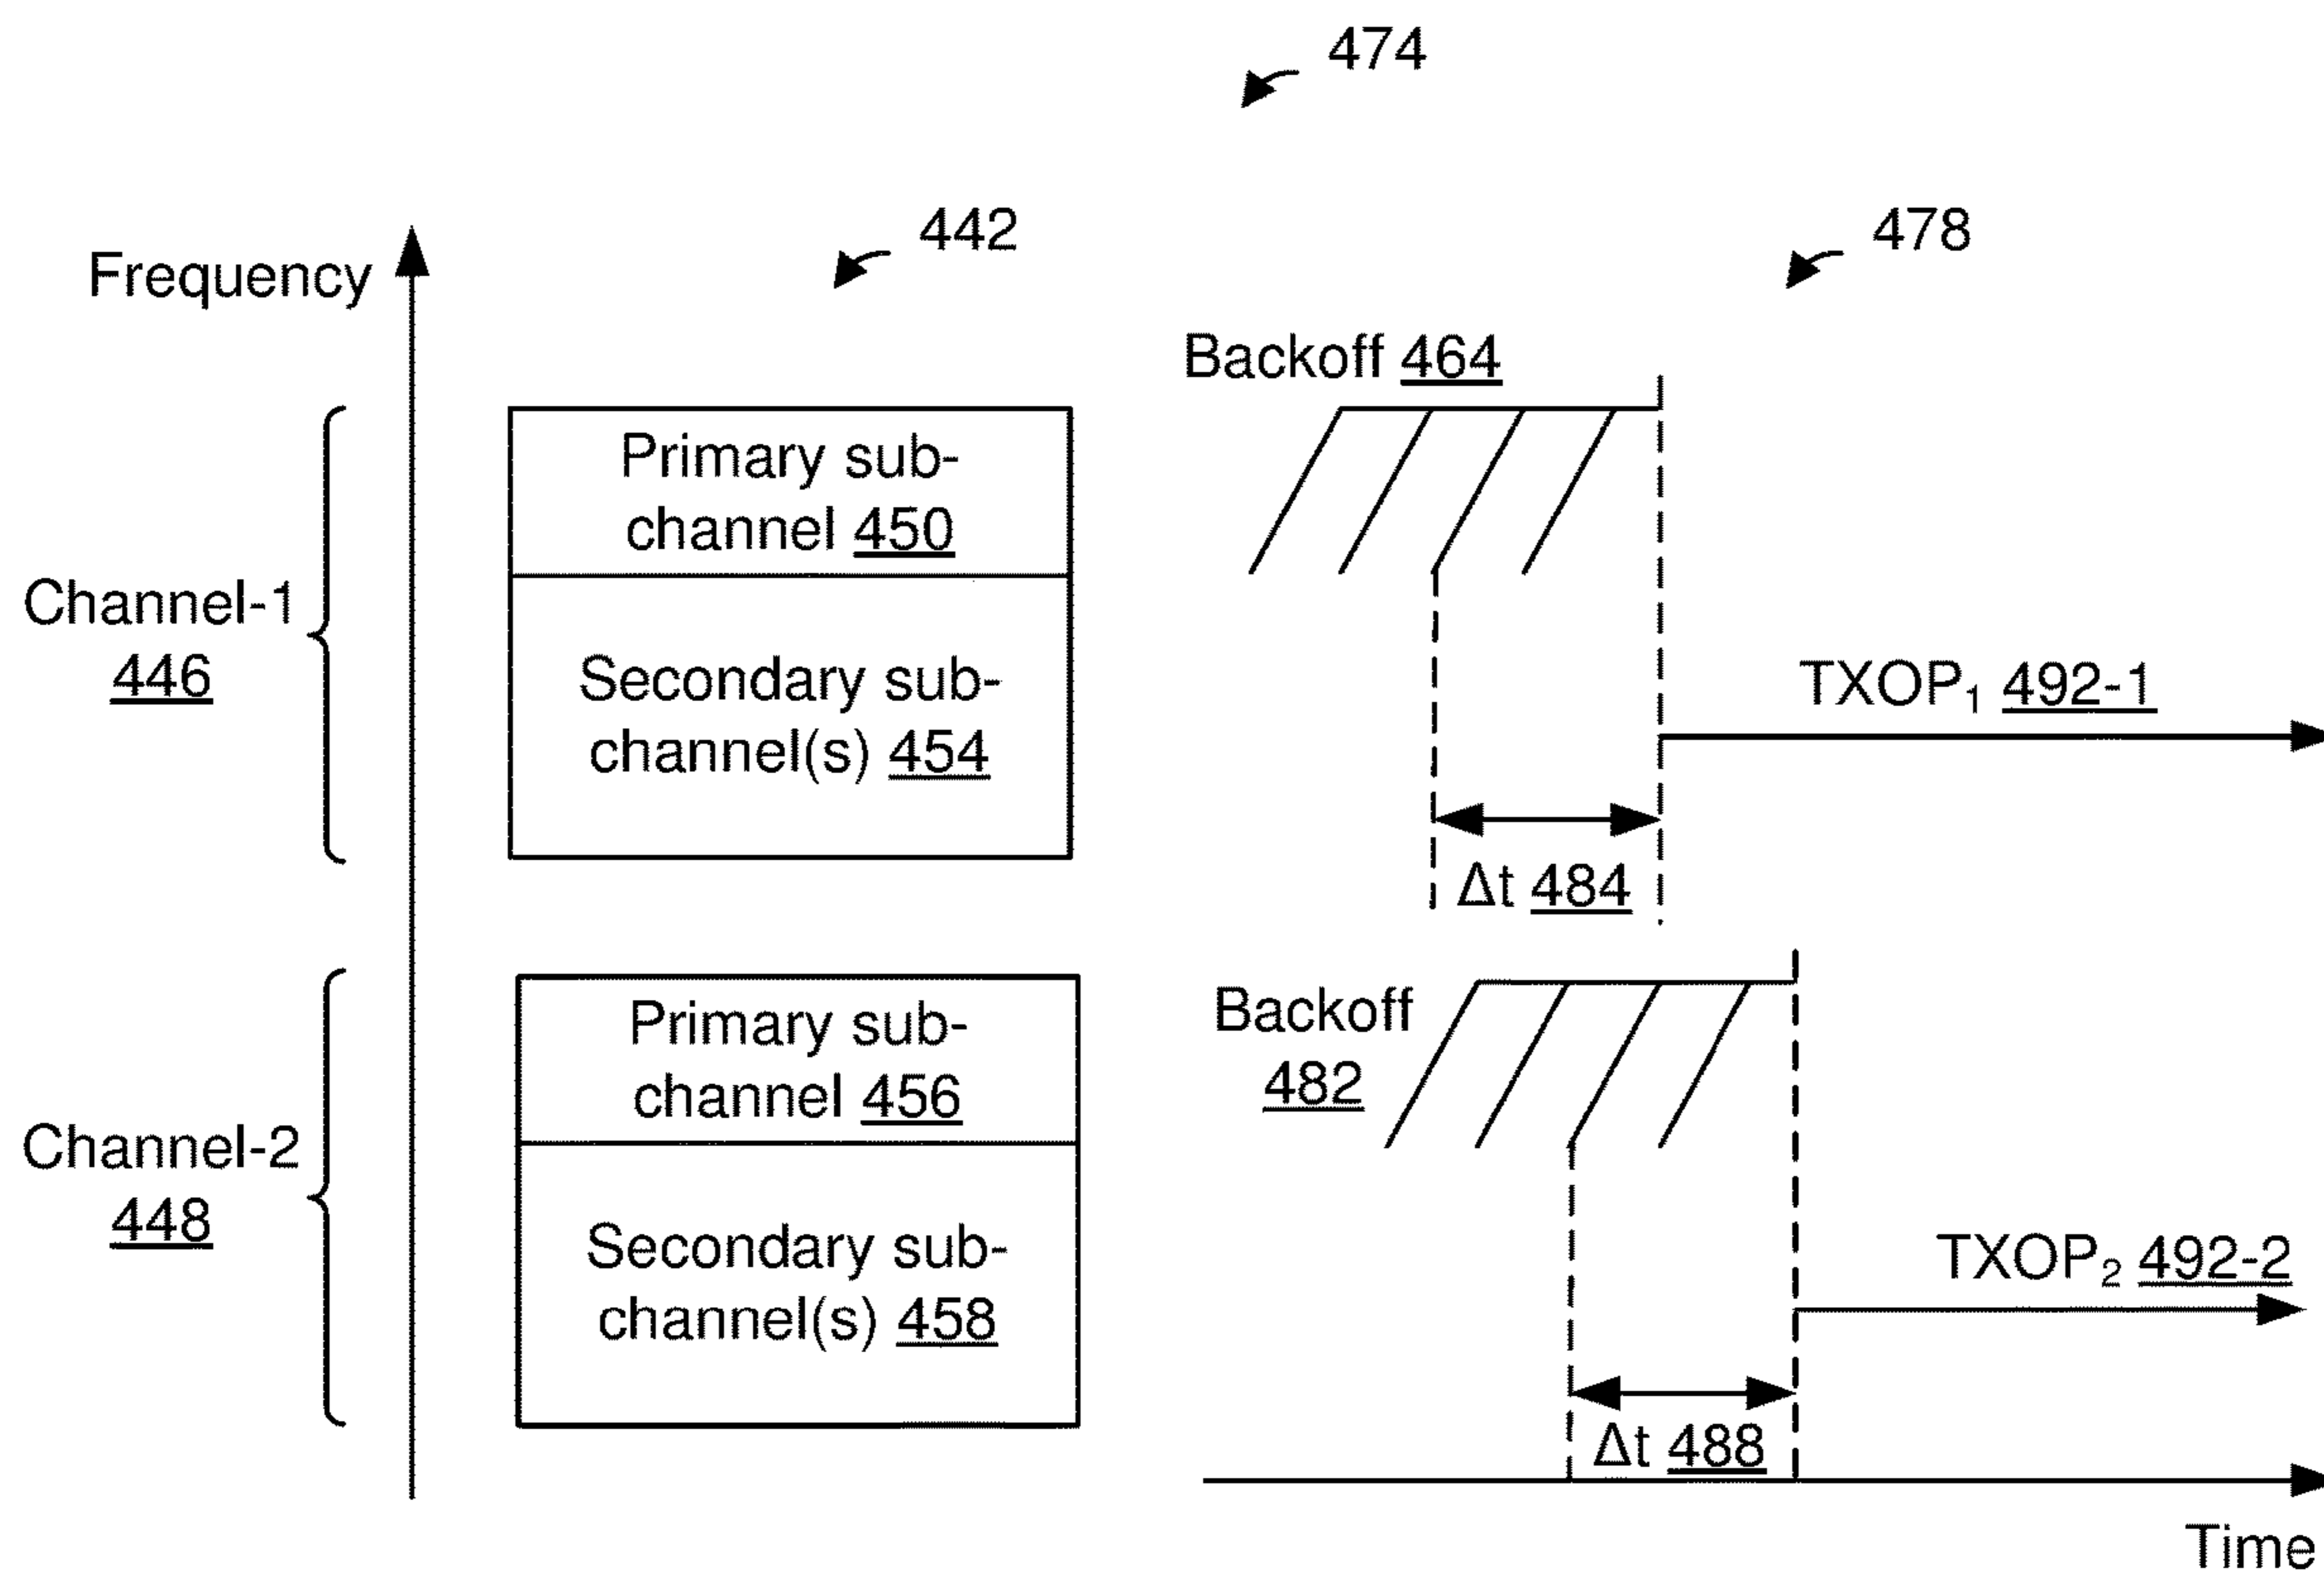 474
442
478
Frequency
Backoff 464
Primary sub-
channel 450
Channel-1
446
Secondary sub-
channel(s) 454
TXOP₁ 492-1
Δt 484
Primary sub-
channel 456
Backoff
482
Channel-2
448
Secondary sub-
channel(s) 458
TXOP₂ 492-2
Δt 488
Time